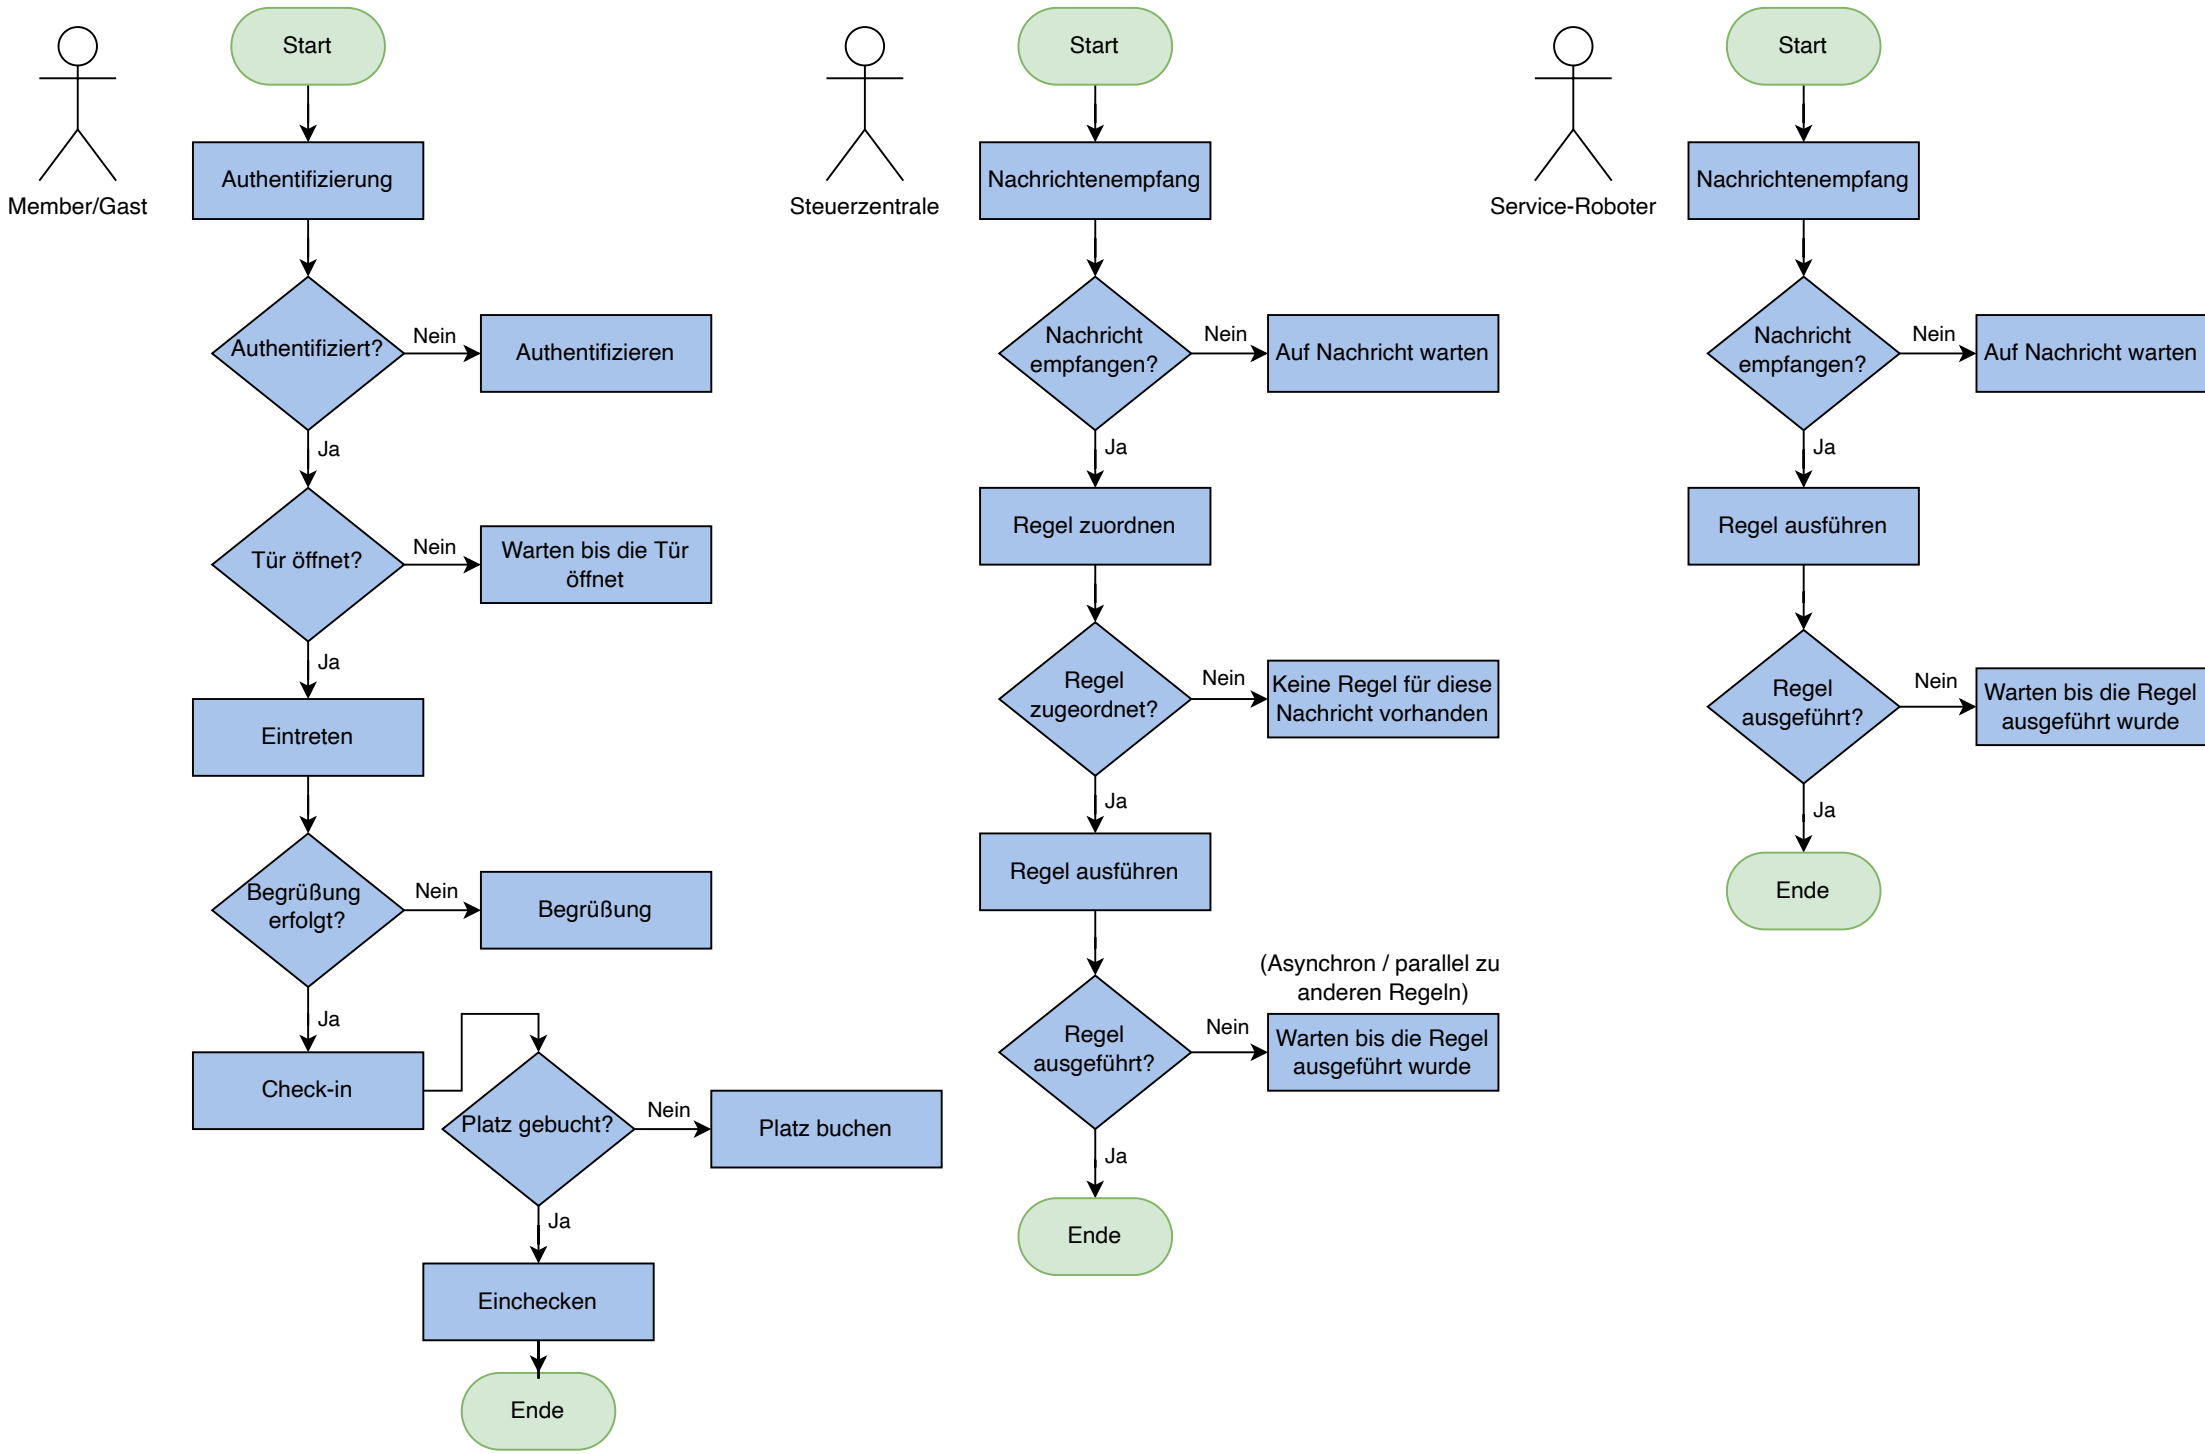 Start
Member/Gast
Authentifizierung
Authentifiziert?
Nein
Authentifizieren
Ja
Tür öffnet?
Nein
Warten bis die Tür
öffnet
Ja
Eintreten
Begrüßung
erfolgt?
Nein
Begrüßung
Ja
Check-in
Platz gebucht?
Nein
Platz buchen
Ja
Einchecken
Ende
Start
Steuerzentrale
Nachrichtenempfang
Nachricht
empfangen?
Nein
Auf Nachricht warten
Ja
Regel zuordnen
Regel
zugeordnet?
Nein
Keine Regel für diese
Nachricht vorhanden
Ja
Regel ausführen
(Asynchron / parallel zu
anderen Regeln)
Regel
ausgeführt?
Nein
Warten bis die Regel
ausgeführt wurde
Ja
Ende
Start
Service-Roboter
Nachrichtenempfang
Nachricht
empfangen?
Nein
Auf Nachricht warten
Ja
Regel ausführen
Regel
ausgeführt?
Nein
Warten bis die Regel
ausgeführt wurde
Ja
Ende